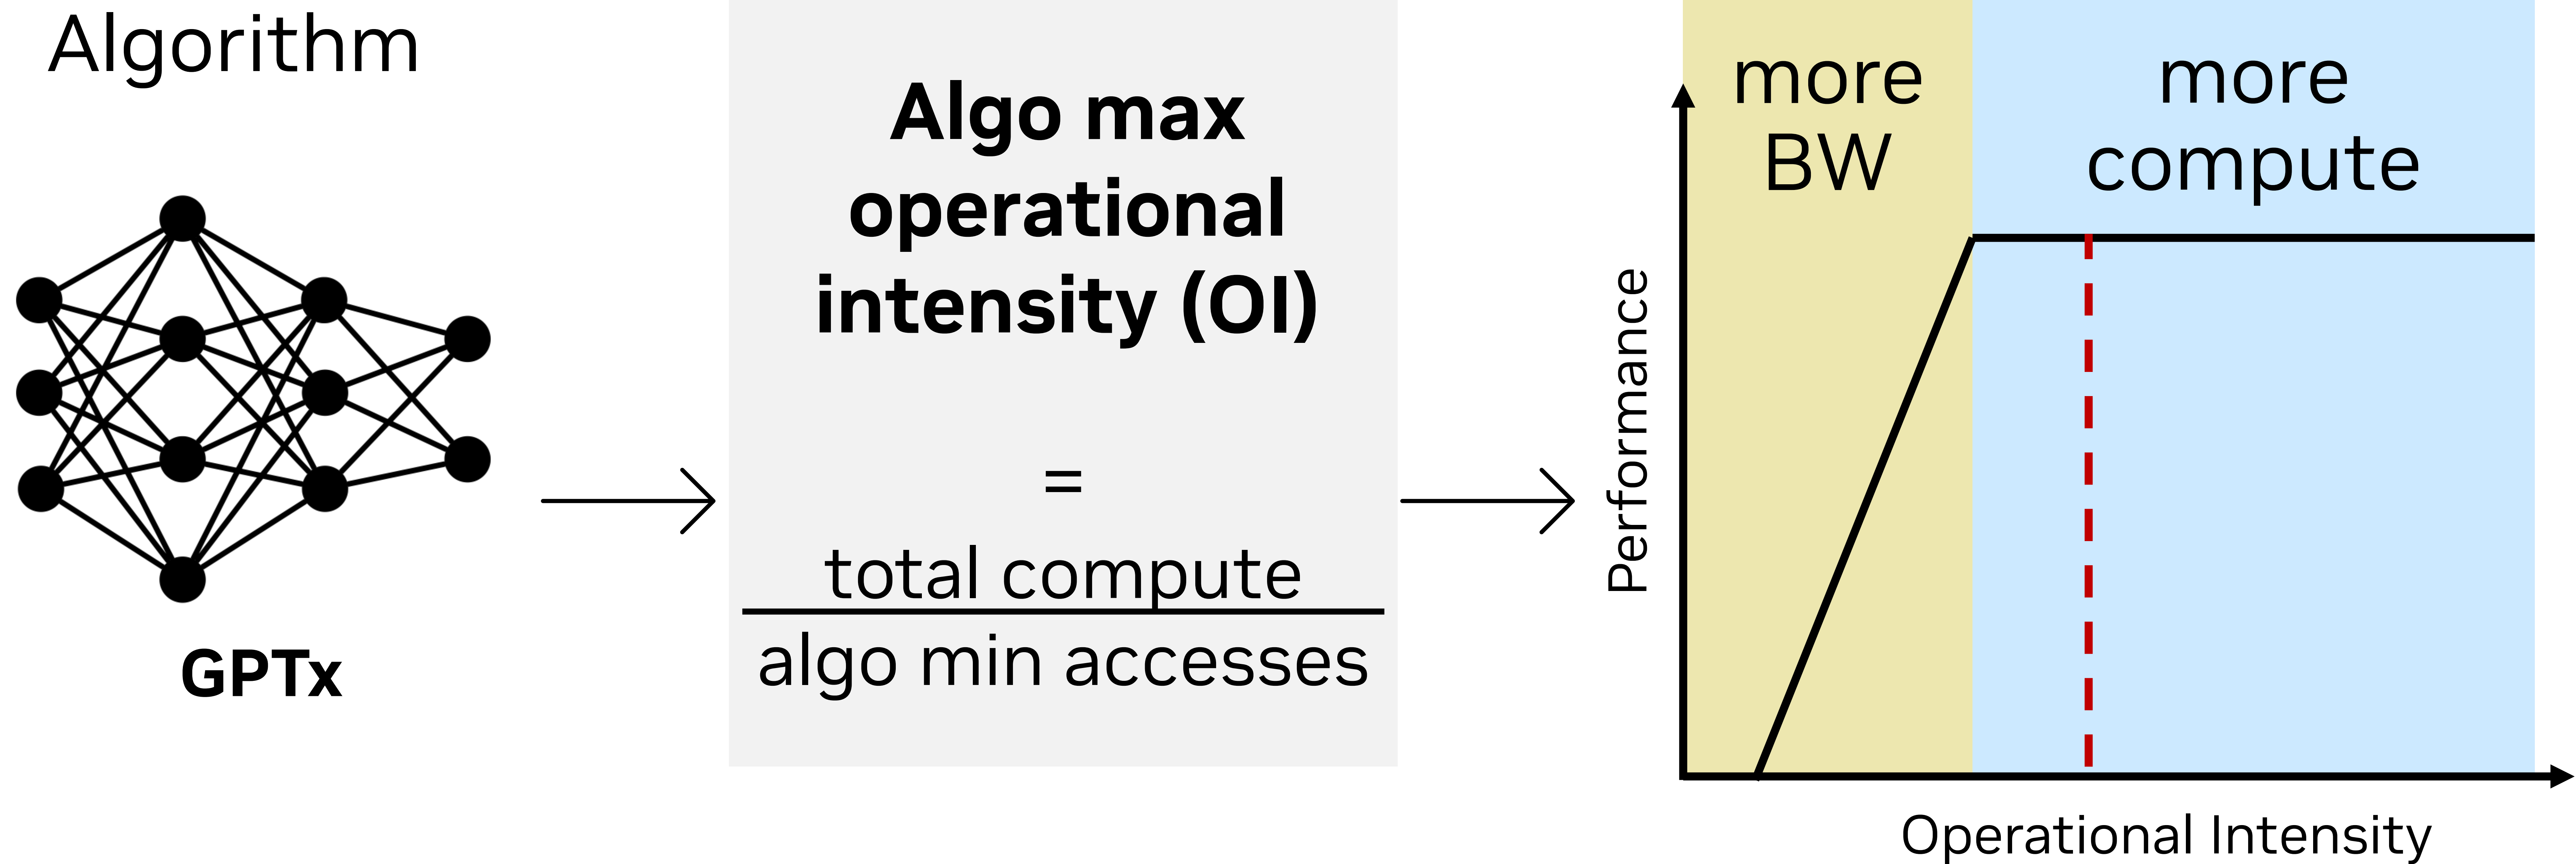 Algorithm
GPTx
Algo max
operational
intensity (OI)
=
total compute
algo min accesses
more
BW
more
compute
Performance
Operational Intensity